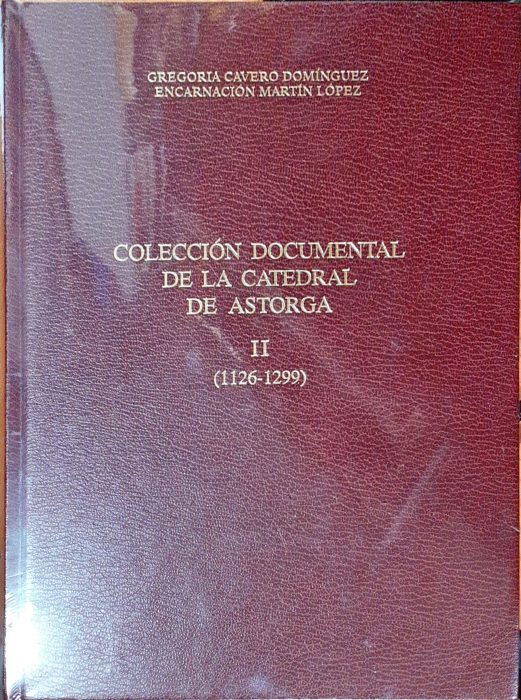 GREGORIA CAVERO DOMÍNGUEZ
ENCARNACIÓN MARTÍN LÓPEZ
COLECCIÓN DOCUMENTAL
DE LA CATEDRAL
DE ASTORGA
II
(1126-1299)